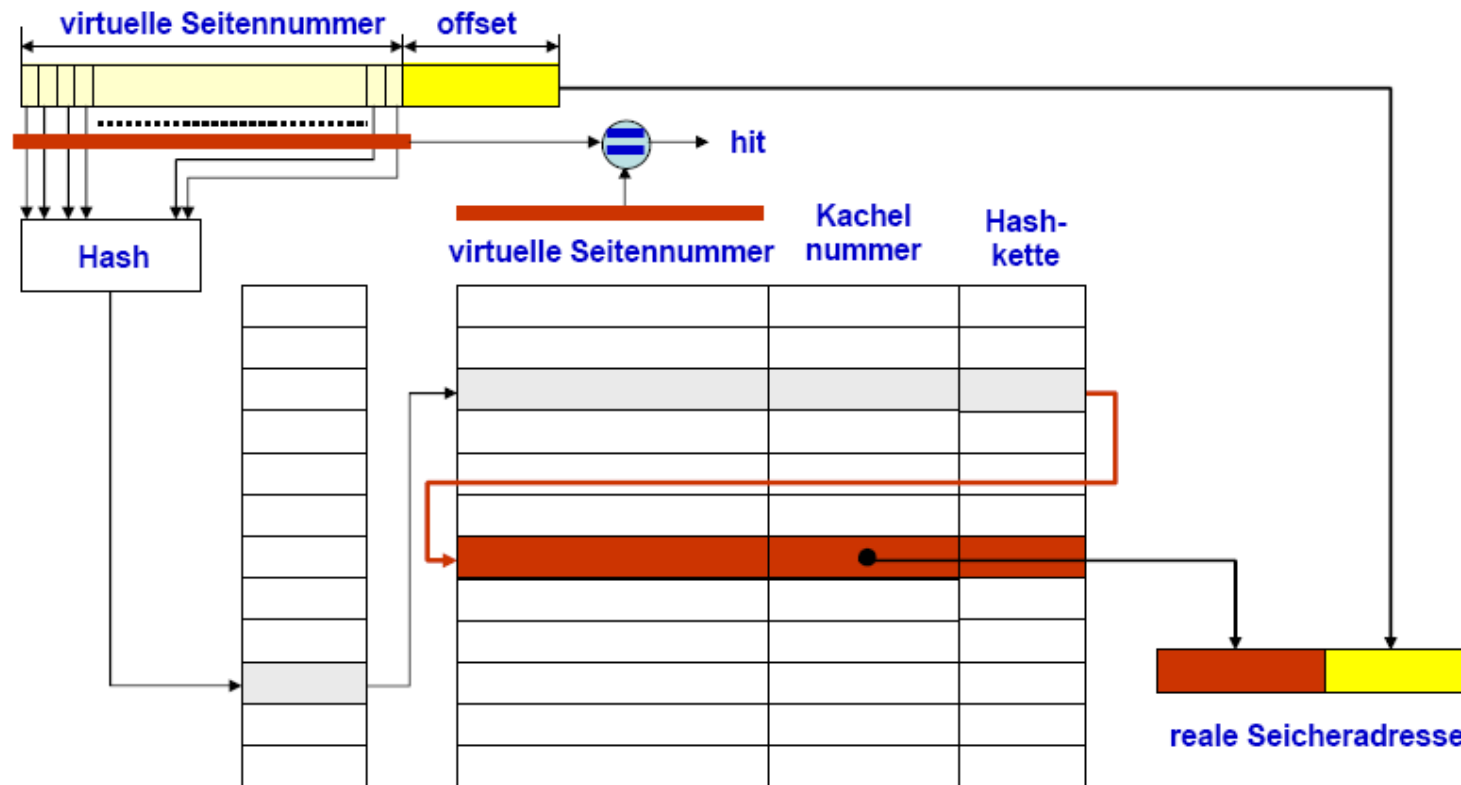 virtuelle Seitennummer offset
hit
Hash
virtuelle Seitennummer
Kachel
nummer
Hash-
kette
reale Seicheradresse